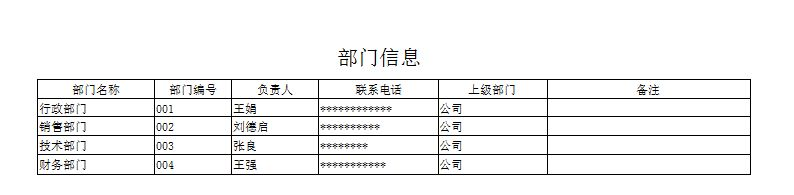 部门信息
部门名称 部门编号 负责人 联系电话 上级部门 备注
行政部门 001 王娟 ************ 公司
销售部门 002 刘德启 ********** 公司
技术部门 003 张良 ******** 公司
财务部门 004 王强 *********** 公司